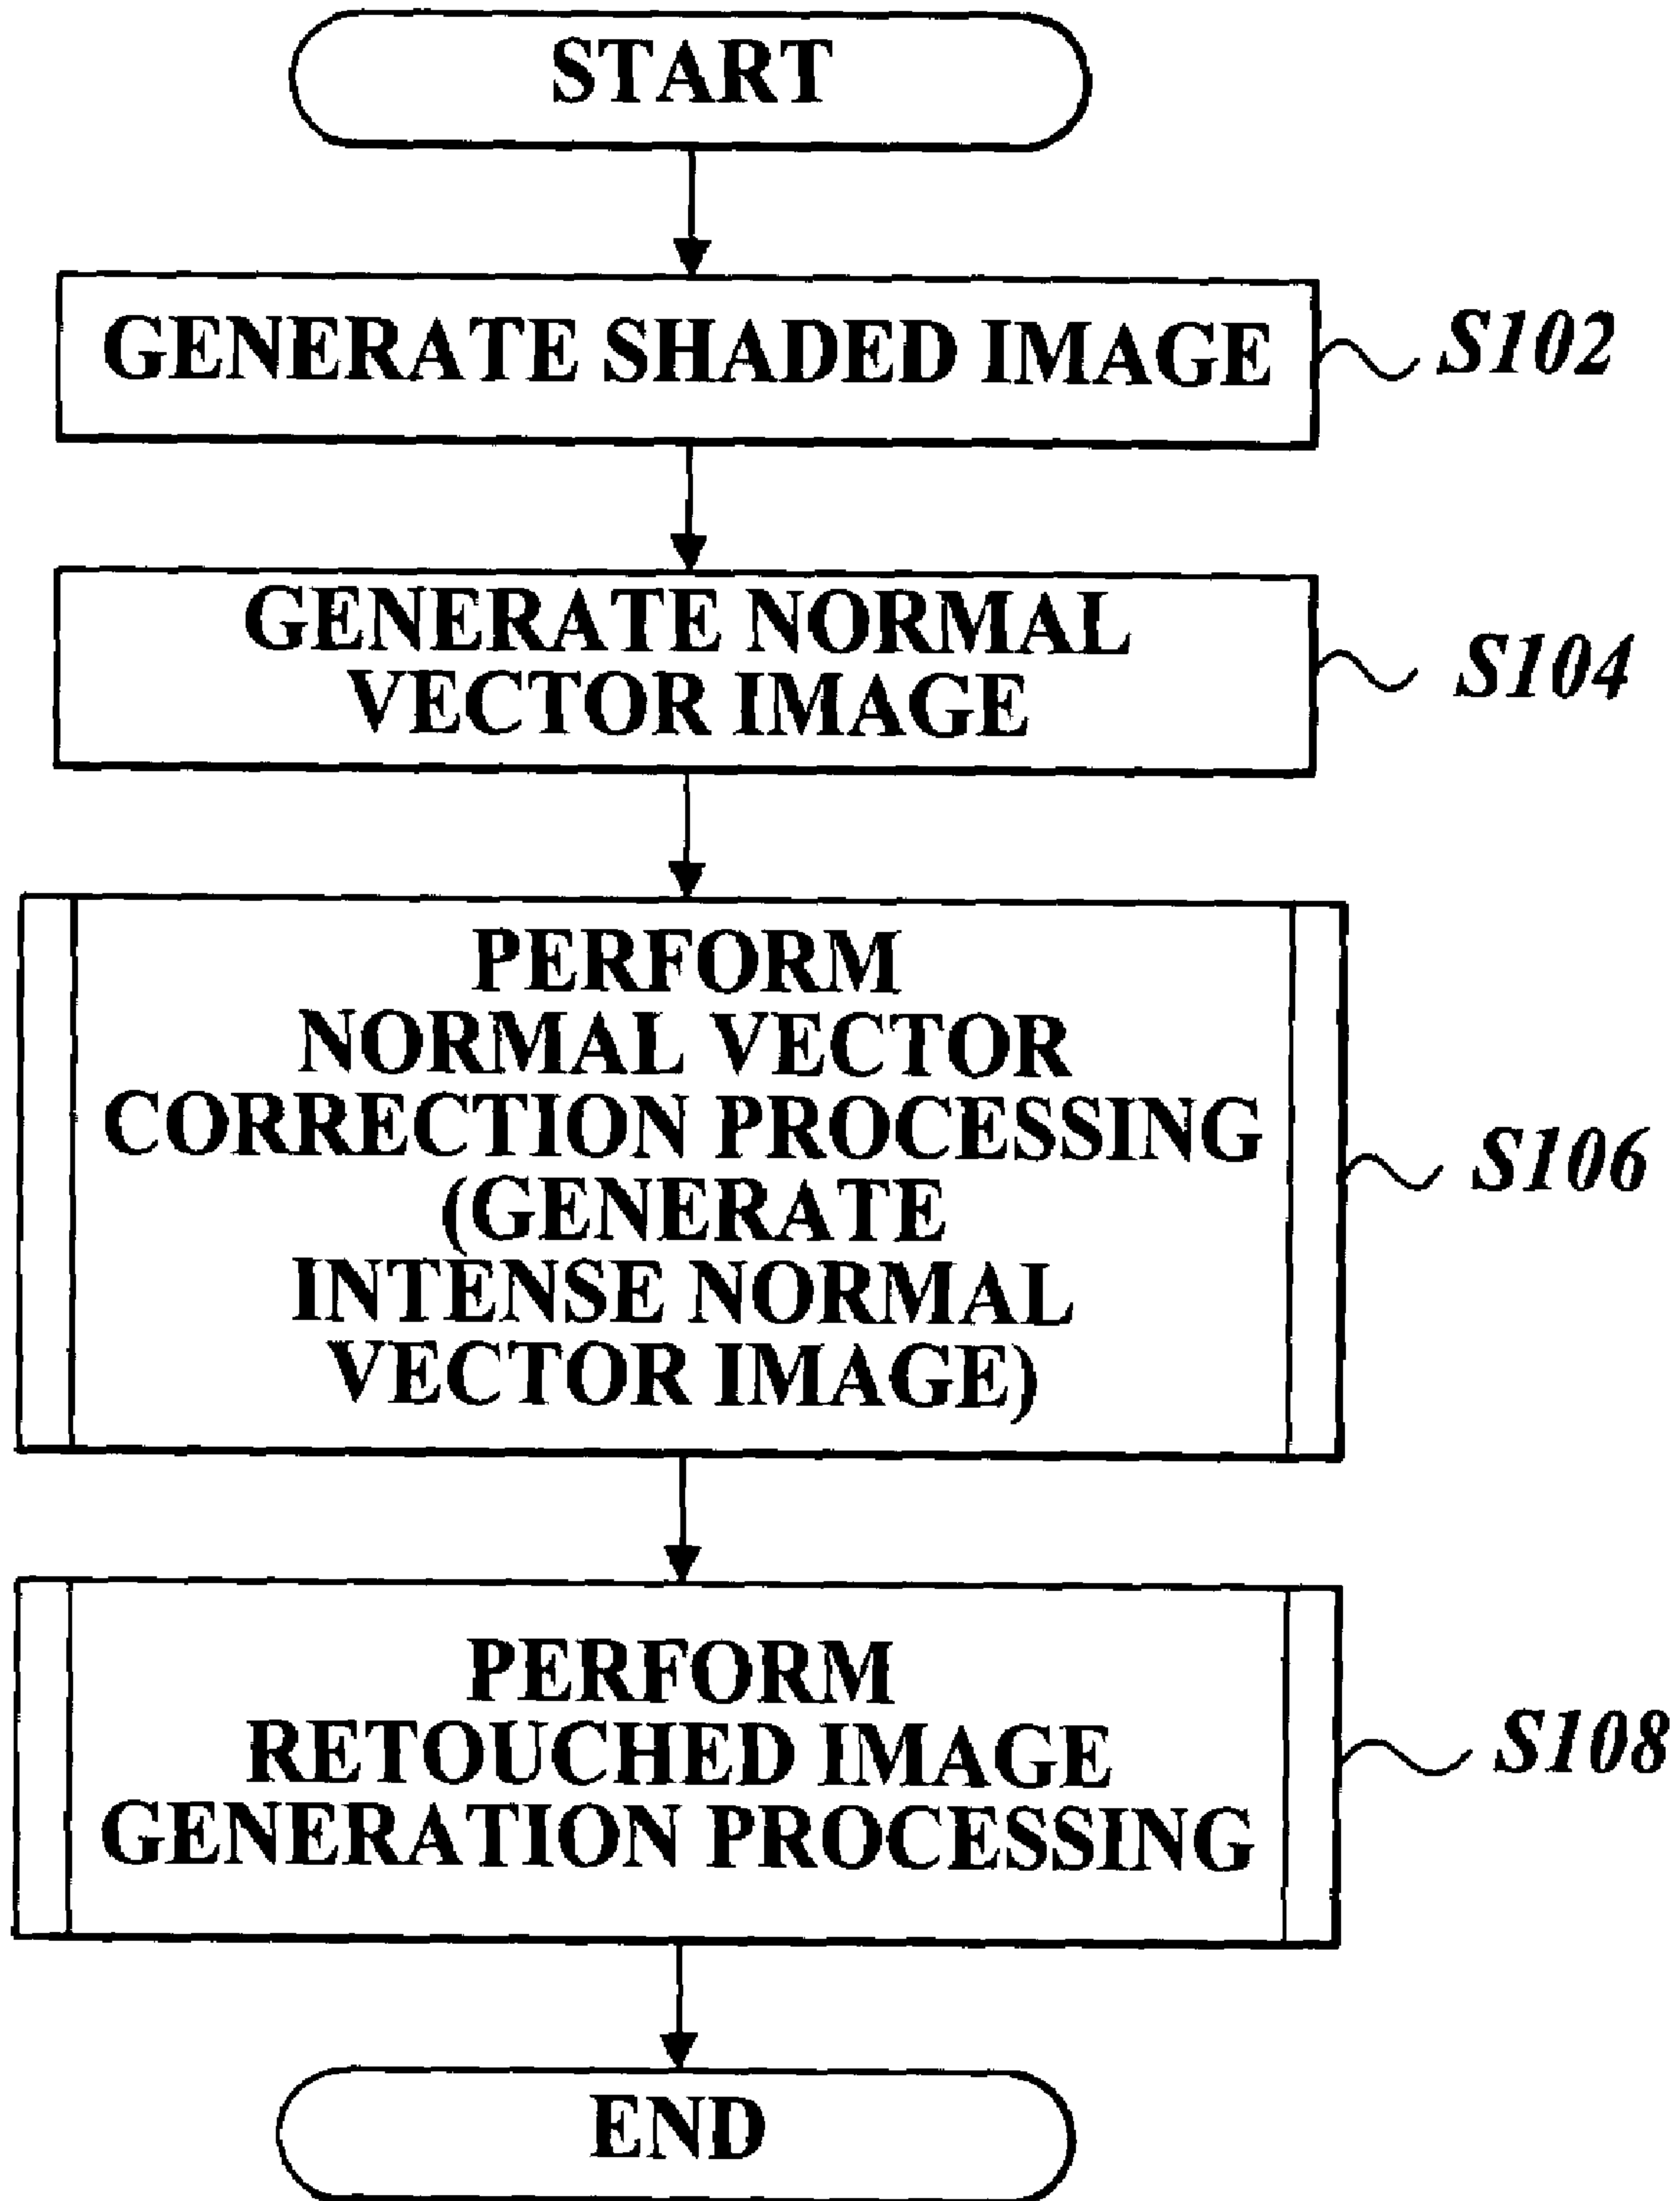 START
GENERATE SHADED IMAGE
S102
GENERATE NORMAL
VECTOR IMAGE
S104
PERFORM
NORMAL VECTOR
CORRECTION PROCESSING
(GENERATE
INTENSE NORMAL
VECTOR IMAGE)
S106
PERFORM
RETOUCHED IMAGE
GENERATION PROCESSING
S108
END